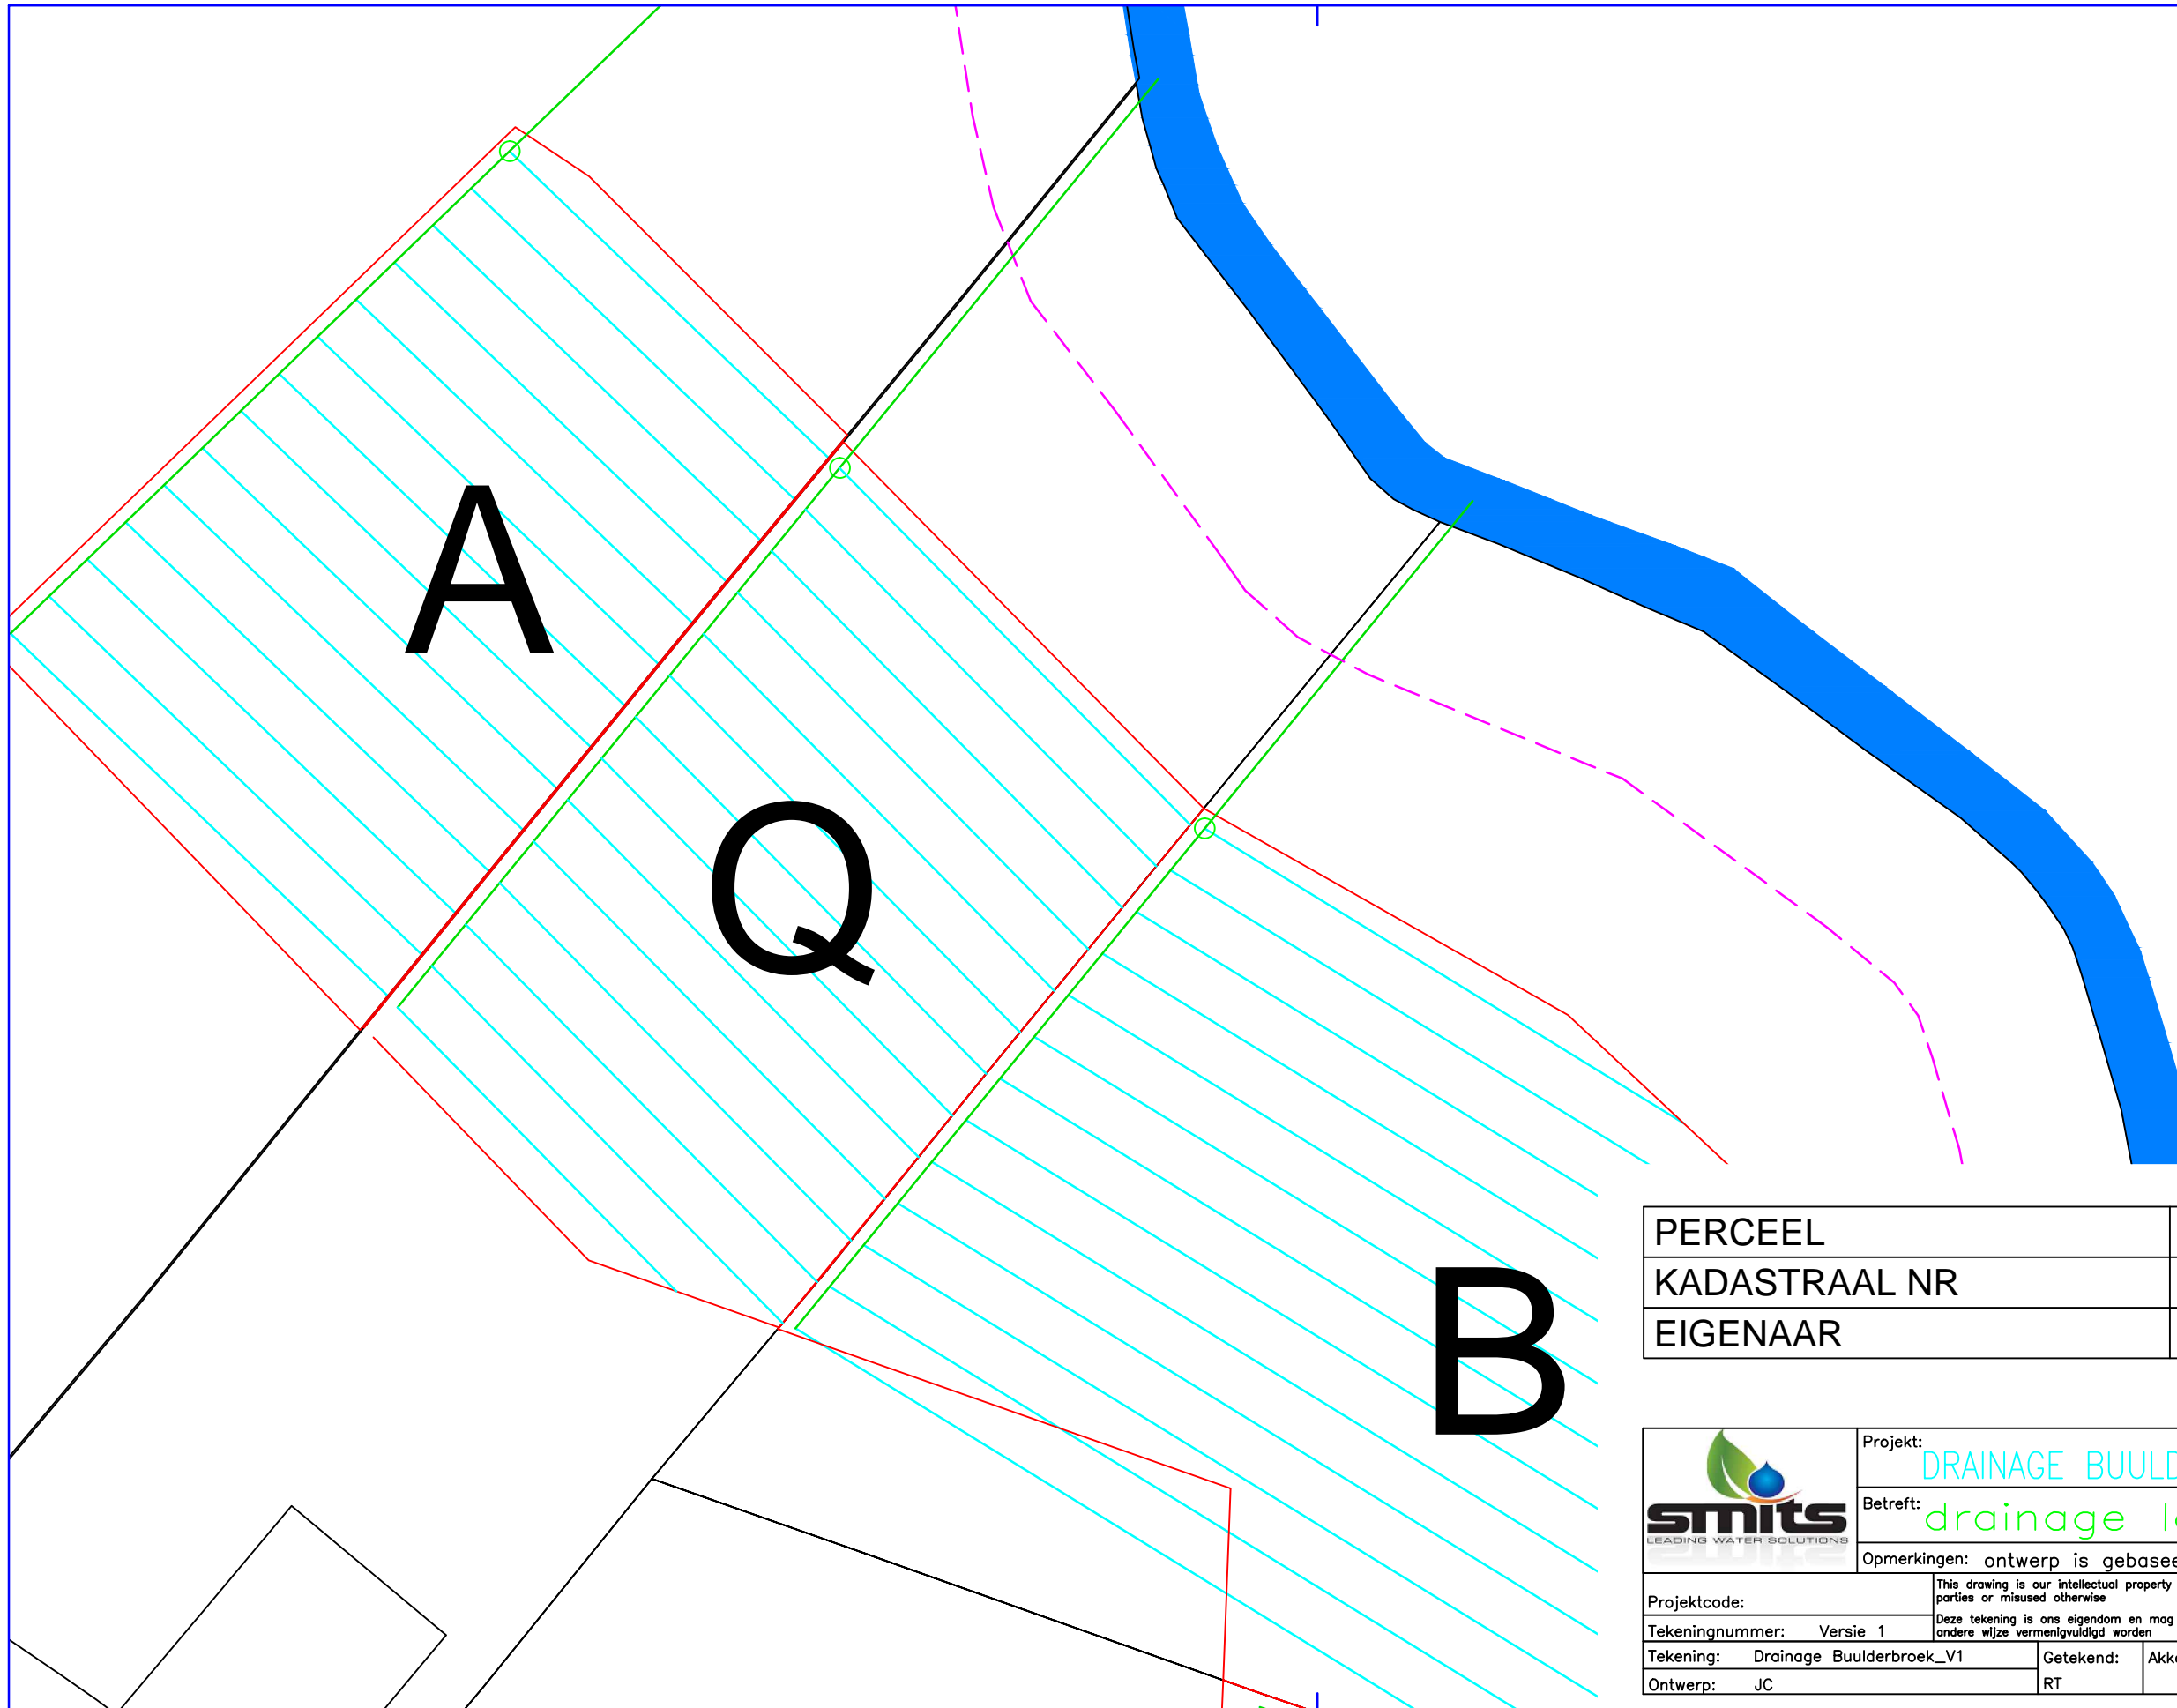 A
Q
B
PERCEEL
KADASTRAAL NR
EIGENAAR
smits
LEADING WATER SOLUTIONS
Projekt:
DRAINAGE
Betreft:
drainage
Opmerkingen: ontwerp is
Projektcode:
This drawing is our intellectual property
parties or misused otherwise
Deze tekening is ons eigendom en mag
andere wijze vermenigvuldigd worden
Tekeningnummer: Versie 1
Tekening: Drainage Buulderbroek_V1
Getekend:
Ontwerp: JC
RT